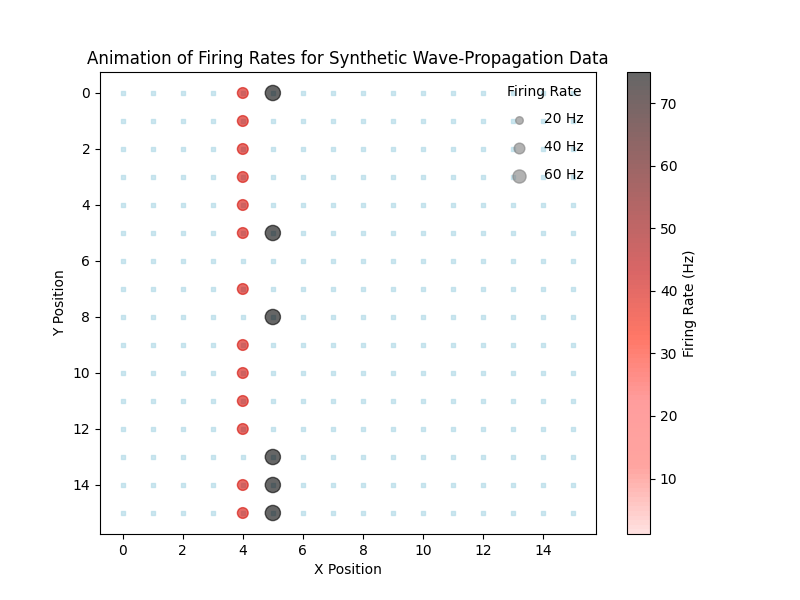 Animation of Firing Rates for Synthetic Wave-Propagation Data
Firing Rate
20 Hz
40 Hz
60 Hz
0
2
4
6
8
10
12
14
Y Position
0 2 4 6 8 10 12 14
X Position
70
60
50
40
30
20
10
Firing Rate (Hz)